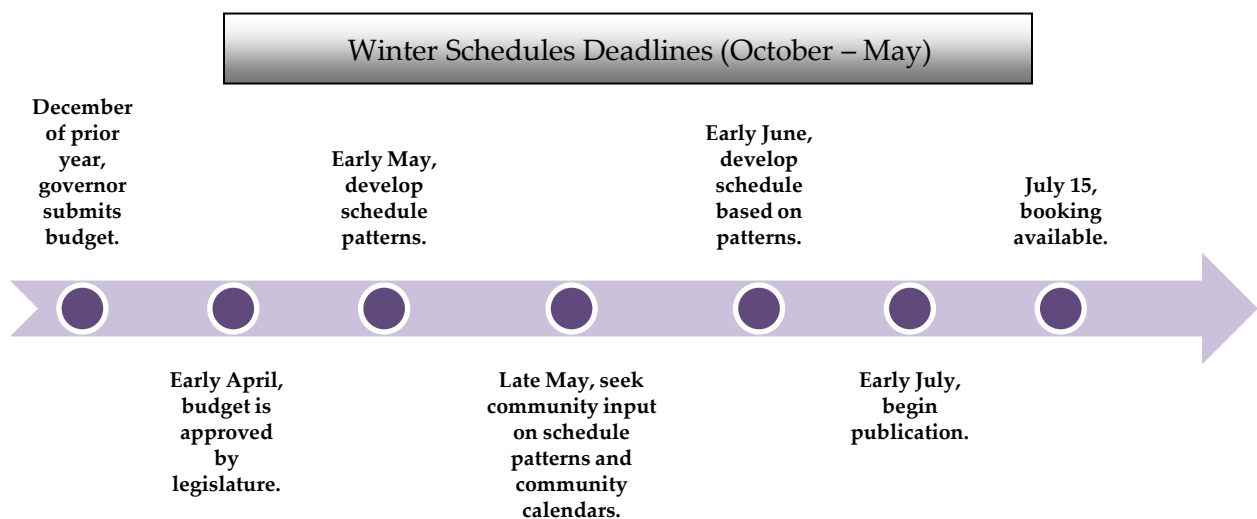 Winter Schedules Deadlines (October – May)
December
of prior
year,
governor
submits
budget.
Early April,
budget is
approved
by
legislature.
Early May,
develop
schedule
patterns.
Late May, seek
community input
on schedule
patterns and
community
calendars.
Early June,
develop
schedule
based on
patterns.
Early July,
begin
publication.
July 15,
booking
available.